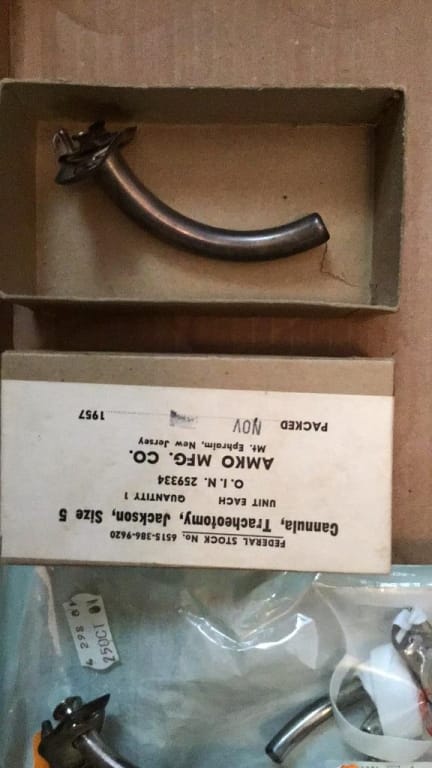 FEDERAL STOCK No. 6515-386-9620
Cannula, Tracheotomy, Jackson, Size 5
UNIT EACH QUANTITY 1
O. I. N. 259334
AMKO MFG. CO.
Mt. Ephraim, New Jersey
PACKED NOV 1957